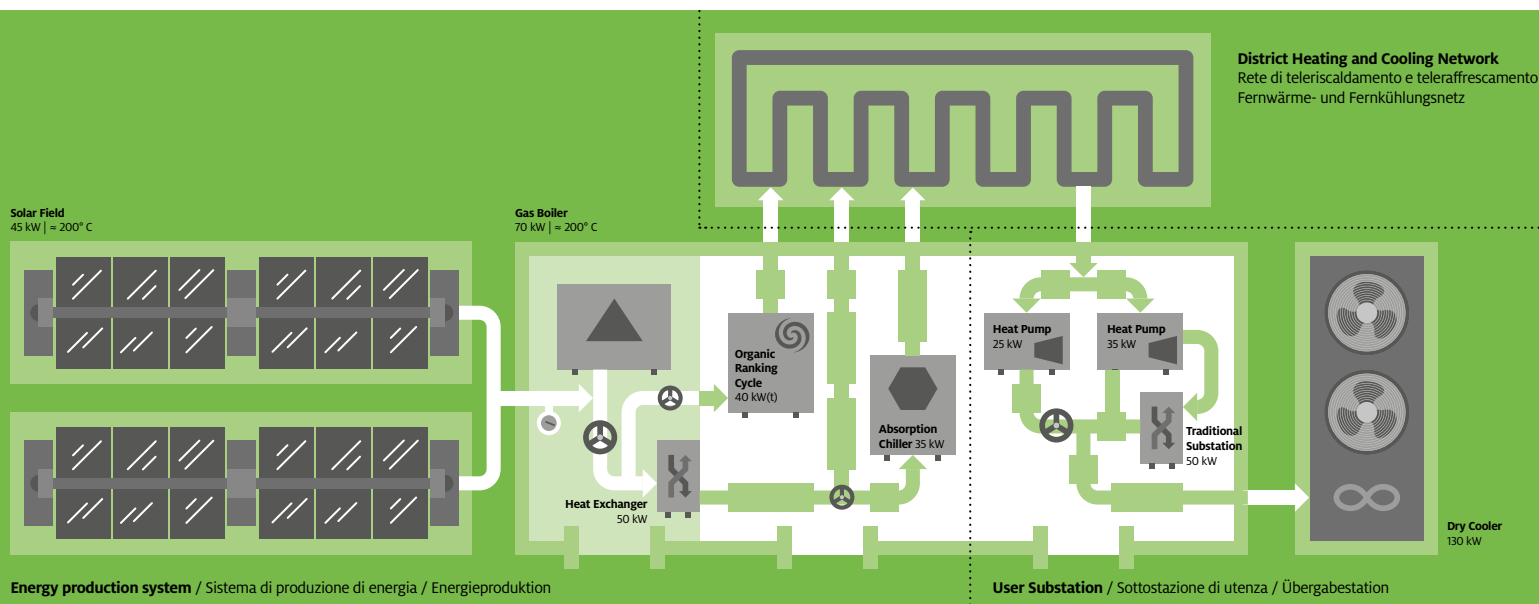 District Heating and Cooling Network
Rete di teleriscaldamento e teleraffrescamento
Fernwärme- und Fernkühlungsnetz
Solar Field
45 kW | ≈ 200° C
Gas Boiler
70 kW | ≈ 200° C
Heat Pump
25 kW
Heat Pump
35 kW
Organic
Ranking
Cycle
40 kW(t)
Absorption
Chiller 35 kW
Traditional
Substation
50 kW
Heat Exchanger
50 kW
Dry Cooler
130 kW
Energy production system / Sistema di produzione di energia / Energieproduktion
User Substation / Sottostazione di utenza / Übergabestation